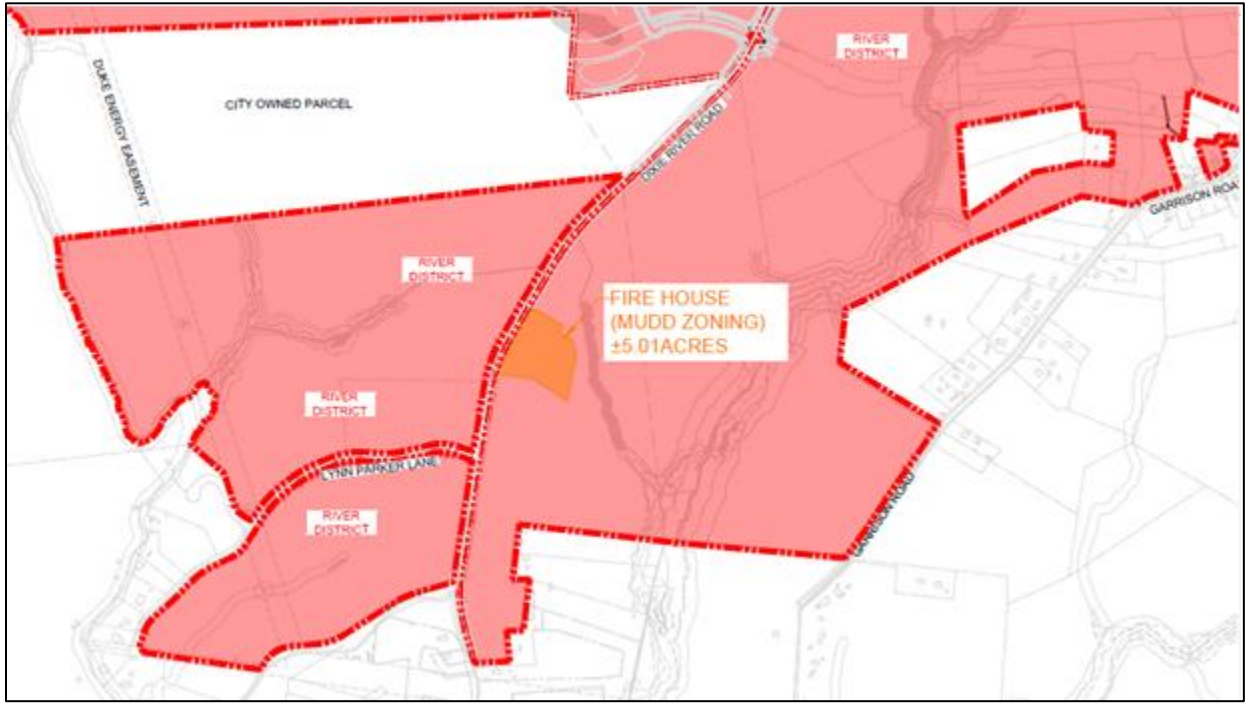 RIVER
DISTRICT
DUKE ENERGY EASEMENT
CITY OWNED PARCEL
DIXIE RIVER ROAD
GARRISON ROA
RIVER
DISTRICT
FIRE HOUSE
(MUDD ZONING)
±5.01ACRES
RIVER
DISTRICT
LYNN PARKER LANE
RIVER
DISTRICT
GARRISON ROAD